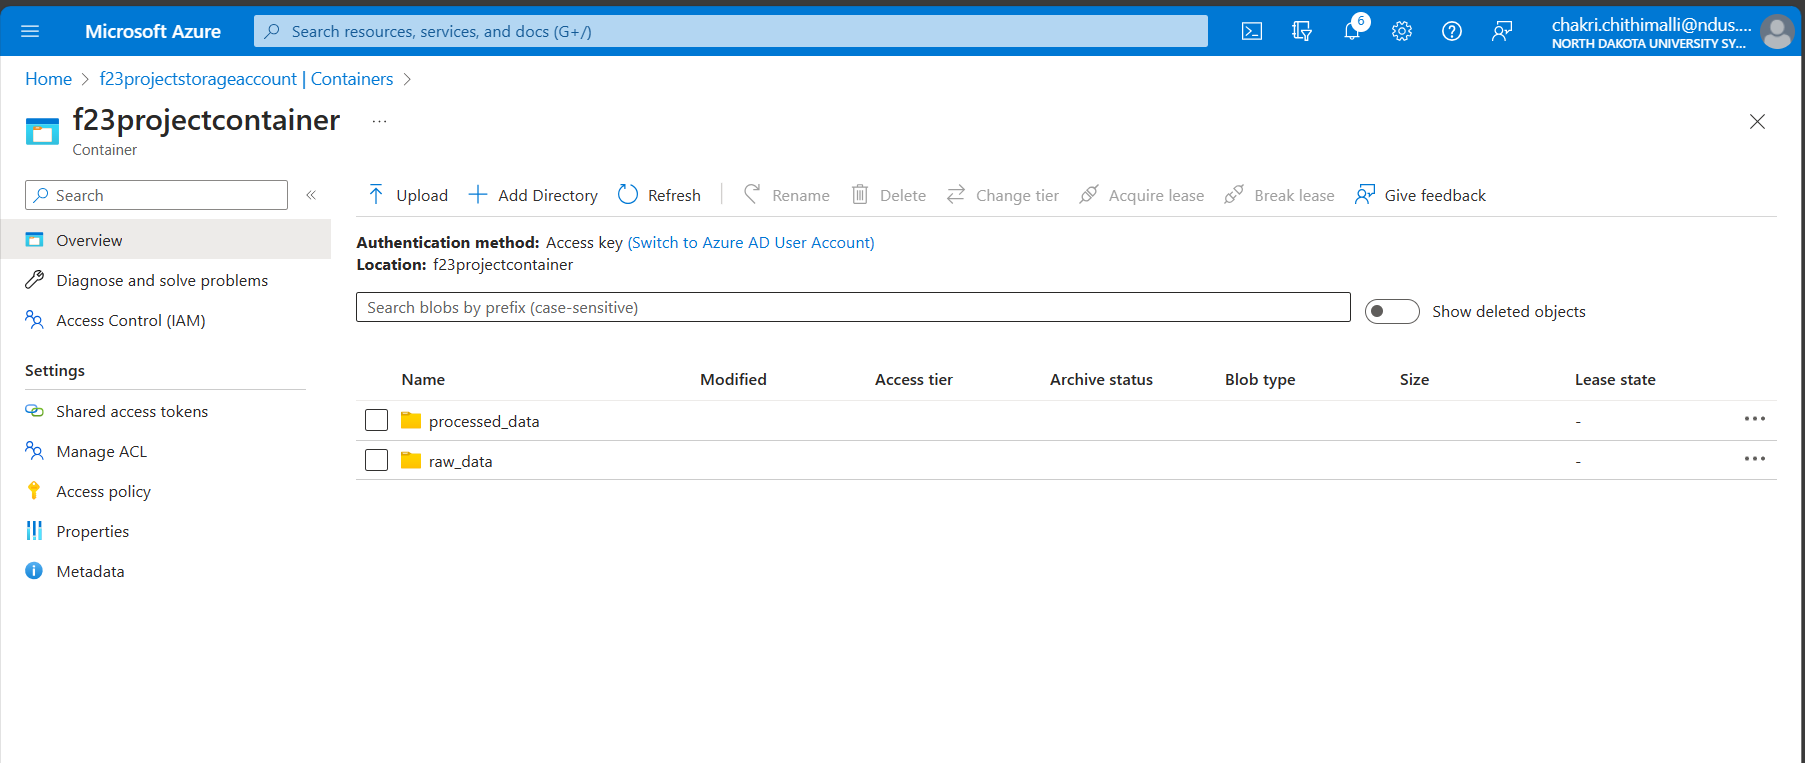 Microsoft Azure
Search resources, services, and docs (G+/)
6
chakri.chithimalli@ndus....
NORTH DAKOTA UNIVERSITY SY...
Home > f23projectstorageaccount | Containers >
f23projectcontainer ...
Container
Search «
Upload Add Directory Refresh Rename Delete Change tier Acquire lease Break lease Give feedback
Overview
Diagnose and solve problems
Access Control (IAM)
Settings
Shared access tokens
Manage ACL
Access policy
Properties
Metadata
Authentication method: Access key (Switch to Azure AD User Account)
Location: f23projectcontainer
Search blobs by prefix (case-sensitive)
Show deleted objects
Name Modified Access tier Archive status Blob type Size Lease state
processed_data - ...
raw_data - ...